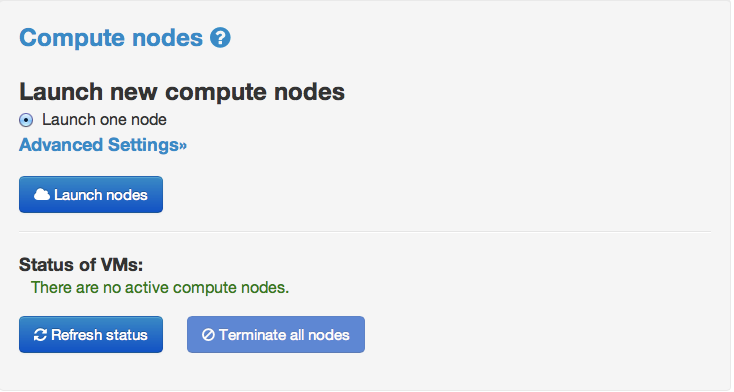 Compute nodes
Launch new compute nodes
Launch one node
Advanced Settings»
Launch nodes
Status of VMs:
There are no active compute nodes.
Refresh status
Terminate all nodes